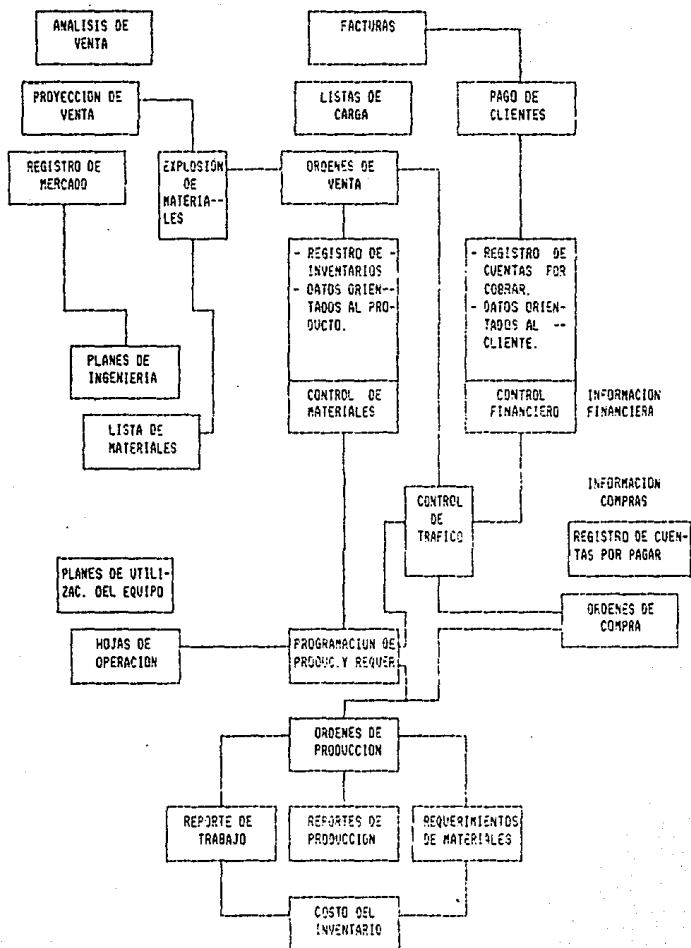 ANALISIS DE
VENTA
FACTURAS
PROYECCION DE
VENTA
LISTAS DE
CARGA
PAGO DE
CLIENTES
REGISTRO DE
MERCADO
EXPLOSIÓN
DE
MATERIA--
LES
ORDENES DE
VENTA
- REGISTRO DE -
INVENTARIOS
- DATOS ORIEN--
TADOS AL PRO-
DUCTO.
- REGISTRO DE
CUENTAS FOR
COBRAR.
- DATOS ORIEN-
TADOS AL --
CLIENTE.
PLANES DE
INGENIERIA
CONTROL DE
MATERIALES
CONTROL
FINANCIERO
INFORMACION
FINANCIERA
LISTA DE
MATERIALES
CONTROL
DE
TRAFICO
INFORMACION
COMPRAS
REGISTRO DE CUEN-
TAS POR PAGAR
PLANES DE UTILI-
ZAC. DEL EQUIPO
ORDENES DE
COMPRA
HOJAS DE
OPERACION
PROGRAMACIUN DE
PRODUC.Y REQUER
ORDENES DE
PRODUCCION
REPORTE DE
TRABAJO
REPORTES DE
PRODUCCION
REQUERIMIENTOS
DE MATERIALES
COSTO DEL
INVENTARIO